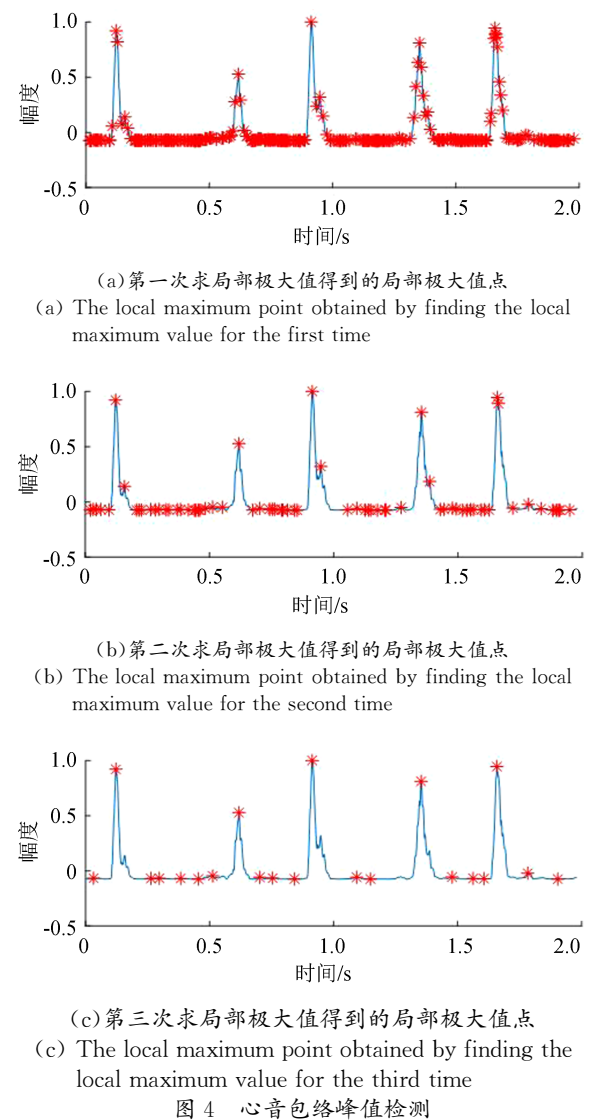 1.0
0.5
0
-0.5
幅度
0 0.5 1.0 1.5 2.0
时间/s
(a)第一次求局部极大值得到的局部极大值点
(a) The local maximum point obtained by finding the local
maximum value for the first time
1.0
0.5
0
-0.5
幅度
0 0.5 1.0 1.5 2.0
时间/s
(b)第二次求局部极大值得到的局部极大值点
(b) The local maximum point obtained by finding the local
maximum value for the second time
1.0
0.5
0
-0.5
幅度
0 0.5 1.0 1.5 2.0
时间/s
(c)第三次求局部极大值得到的局部极大值点
(c) The local maximum point obtained by finding the
local maximum value for the third time
图 4 心音包络峰值检测